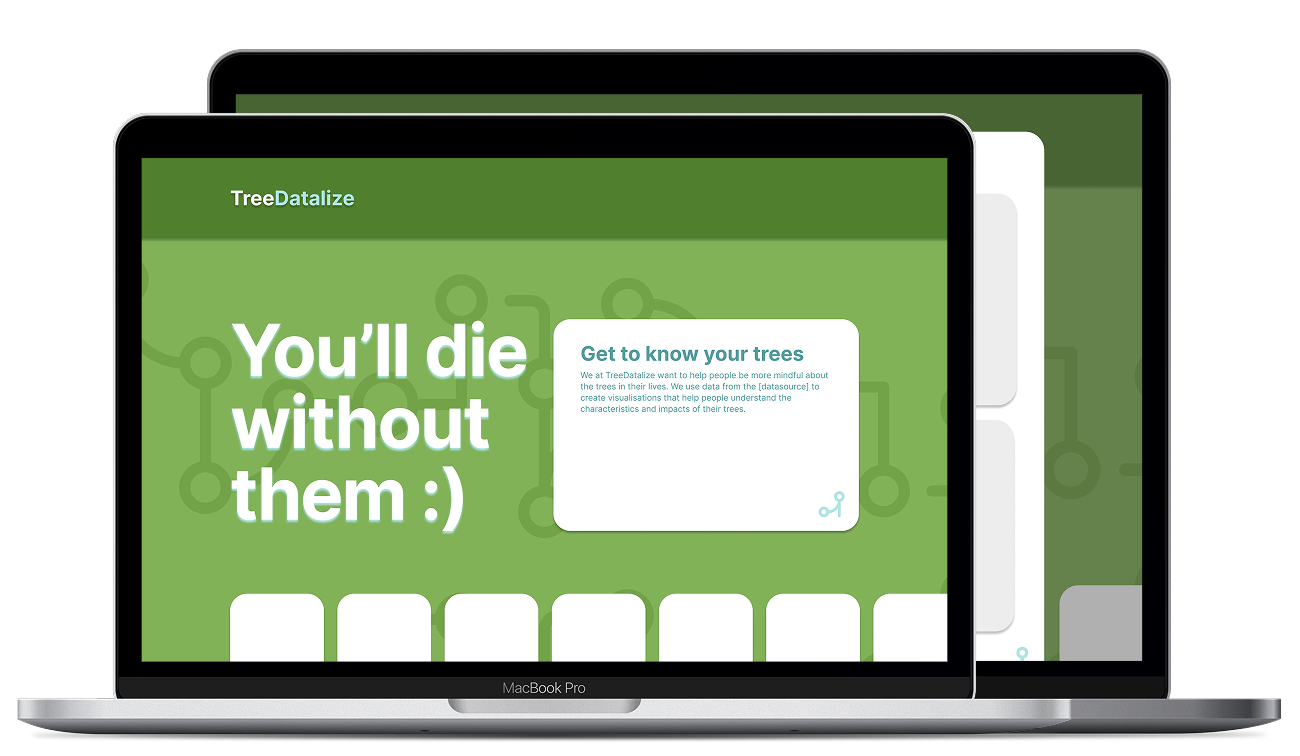 TreeDatalize
You’ll die
without
them :)
Get to know your trees
We at TreeDatalize want to help people be more mindful about
the trees in their lives. We use data from the [datasource] to
create visualisations that help people understand the
characteristics and impacts of their trees.
MacBook Pro